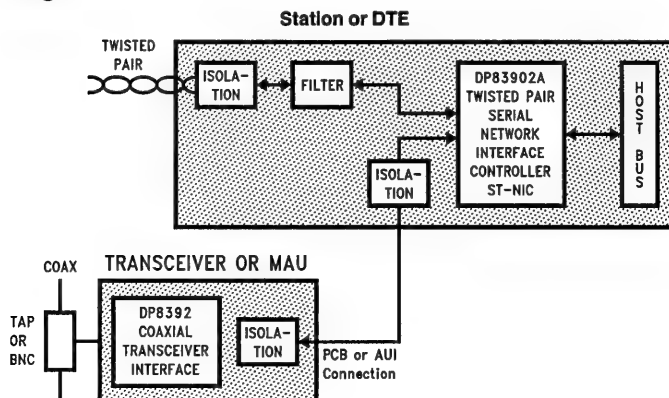 Station or DTE
TWISTED
PAIR
ISOLA-
TION
FILTER
DP83902A
TWISTED PAIR
SERIAL
NETWORK
INTERFACE
CONTROLLER
ST-NIC
HOST
BUS
ISOLA-
TION
TRANSCEIVER OR MAU
COAX
TAP
OR
BNC
DP8392
COAXIAL
TRANSCEIVER
INTERFACE
ISOLA-
TION
PCB or AUI
Connection